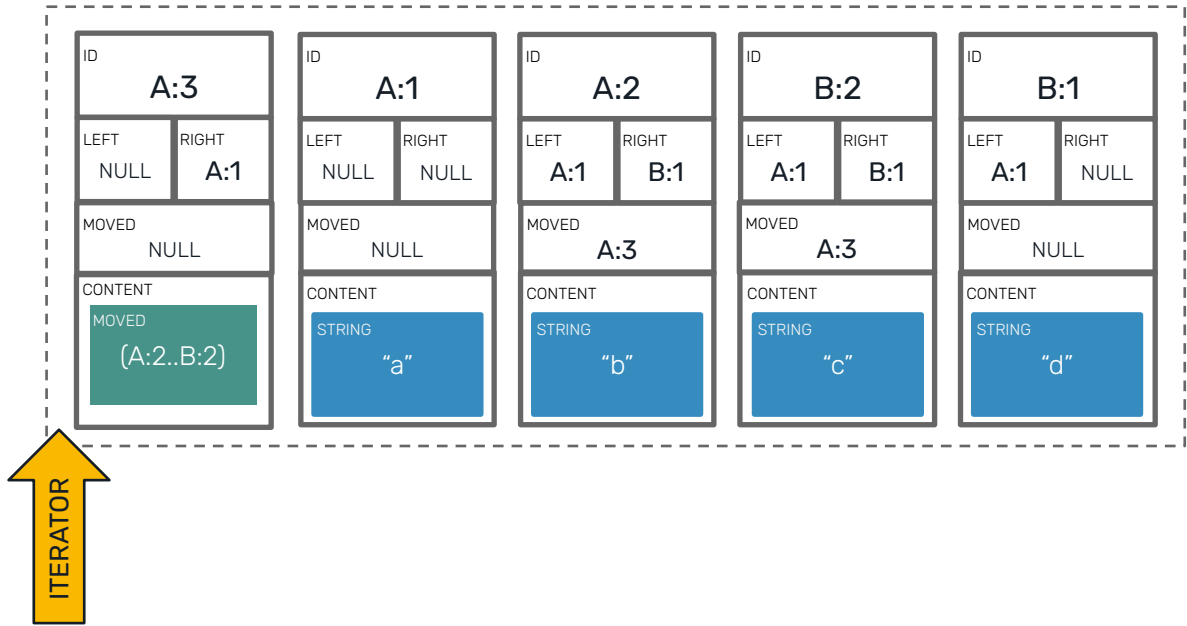 ID
A:3
LEFT
NULL
RIGHT
A:1
MOVED
NULL
CONTENT
MOVED
(A:2..B:2)
ID
A:1
LEFT
NULL
RIGHT
NULL
MOVED
NULL
CONTENT
STRING
“a”
ID
A:2
LEFT
A:1
RIGHT
B:1
MOVED
A:3
CONTENT
STRING
“b”
ID
B:2
LEFT
A:1
RIGHT
B:1
MOVED
A:3
CONTENT
STRING
“c”
ID
B:1
LEFT
A:1
RIGHT
NULL
MOVED
NULL
CONTENT
STRING
“d”
ITERATOR